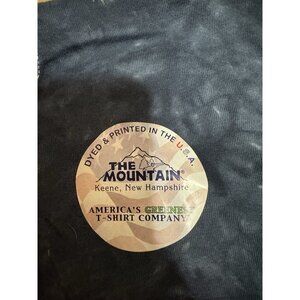 DYED & PRINTED IN THE U.S.A.
THE
MOUNTAIN®
Keene, New Hampshire
AMERICA'S GREENEST
T-SHIRT COMPANY